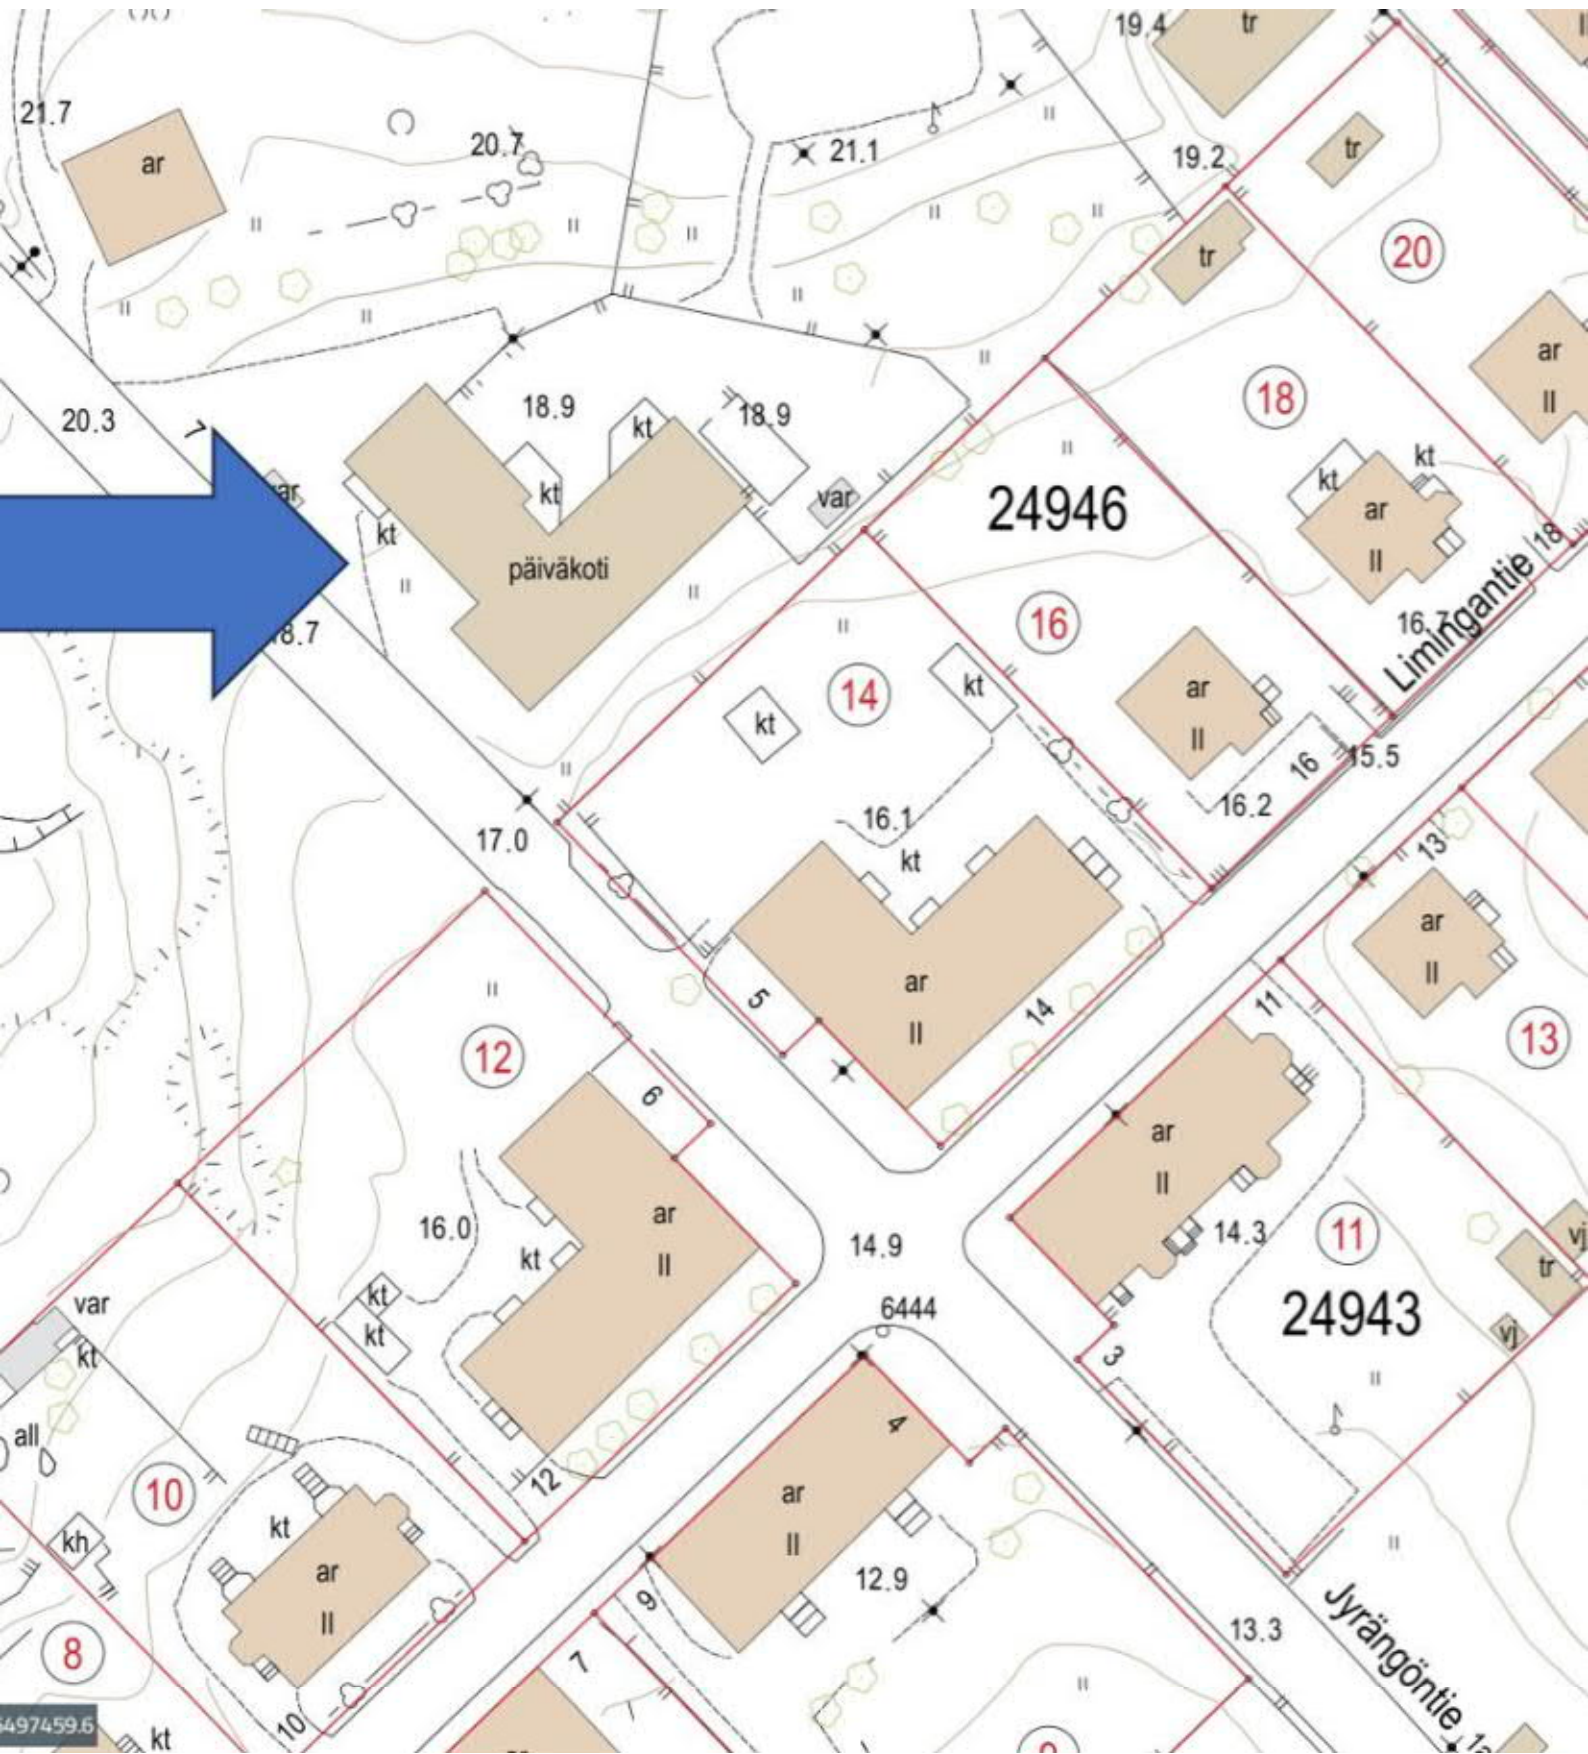 19.4
tr
21.7
ar
20.7
21.1
19.2
tr
tr
20
20.3
7
18.9
kt
18.9
ar
II
18
kt
kt
ar
kt
var
24946
ar
II
kt
päiväkoti
Limingantie
18
16
14
kt
kt
ar
II
16
15.5
16.2
17.0
16.1
kt
13
ar
II
5
ar
II
14
11
13
12
6
ar
II
16.0
kt
ar
II
14.9
14.3
11
vj
tr
6444
24943
vj
kt
kt
var
kt
3
all
4
12
10
kt
kh
ar
II
ar
II
12.9
9
7
13.3
Jyrängöntie
8
10
kt